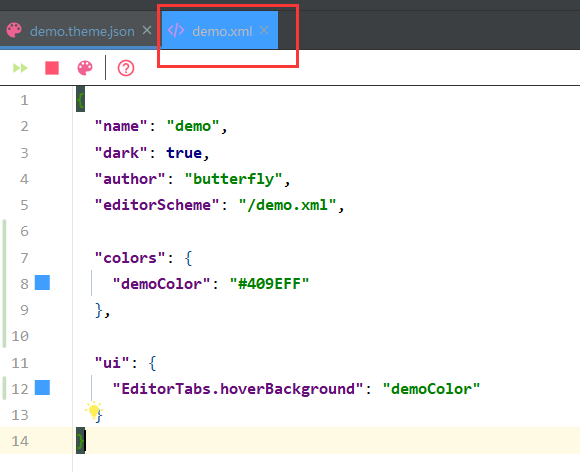 demo.theme.json × </> demo.xml ×
1 {
2 "name": "demo",
3 "dark": true,
4 "author": "butterfly",
5 "editorScheme": "/demo.xml",
6
7 "colors": {
8 "demoColor": "#409EFF"
9 },
10
11 "ui": {
12 "EditorTabs.hoverBackground": "demoColor"
13 }
14 }